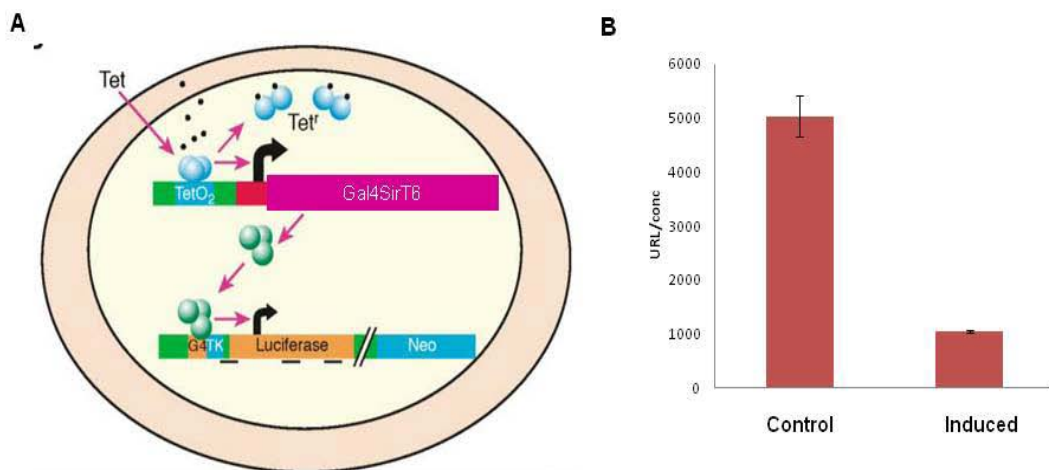 A
Tet
Tetʳ
TetO₂
Gal4SirT6
G4TK
Luciferase
Neo
B
6000
5000
4000
3000
2000
1000
0
URL/conc
Control
Induced